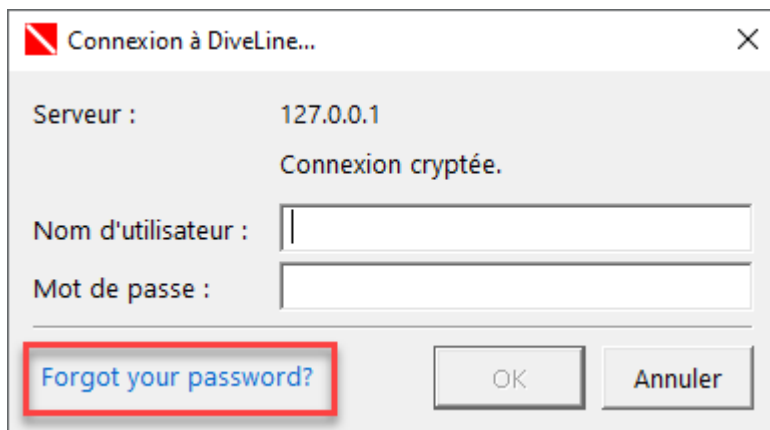 Connexion à DiveLine...
Serveur : 127.0.0.1
Connexion cryptée.
Nom d'utilisateur :
Mot de passe :
Forgot your password? OK Annuler